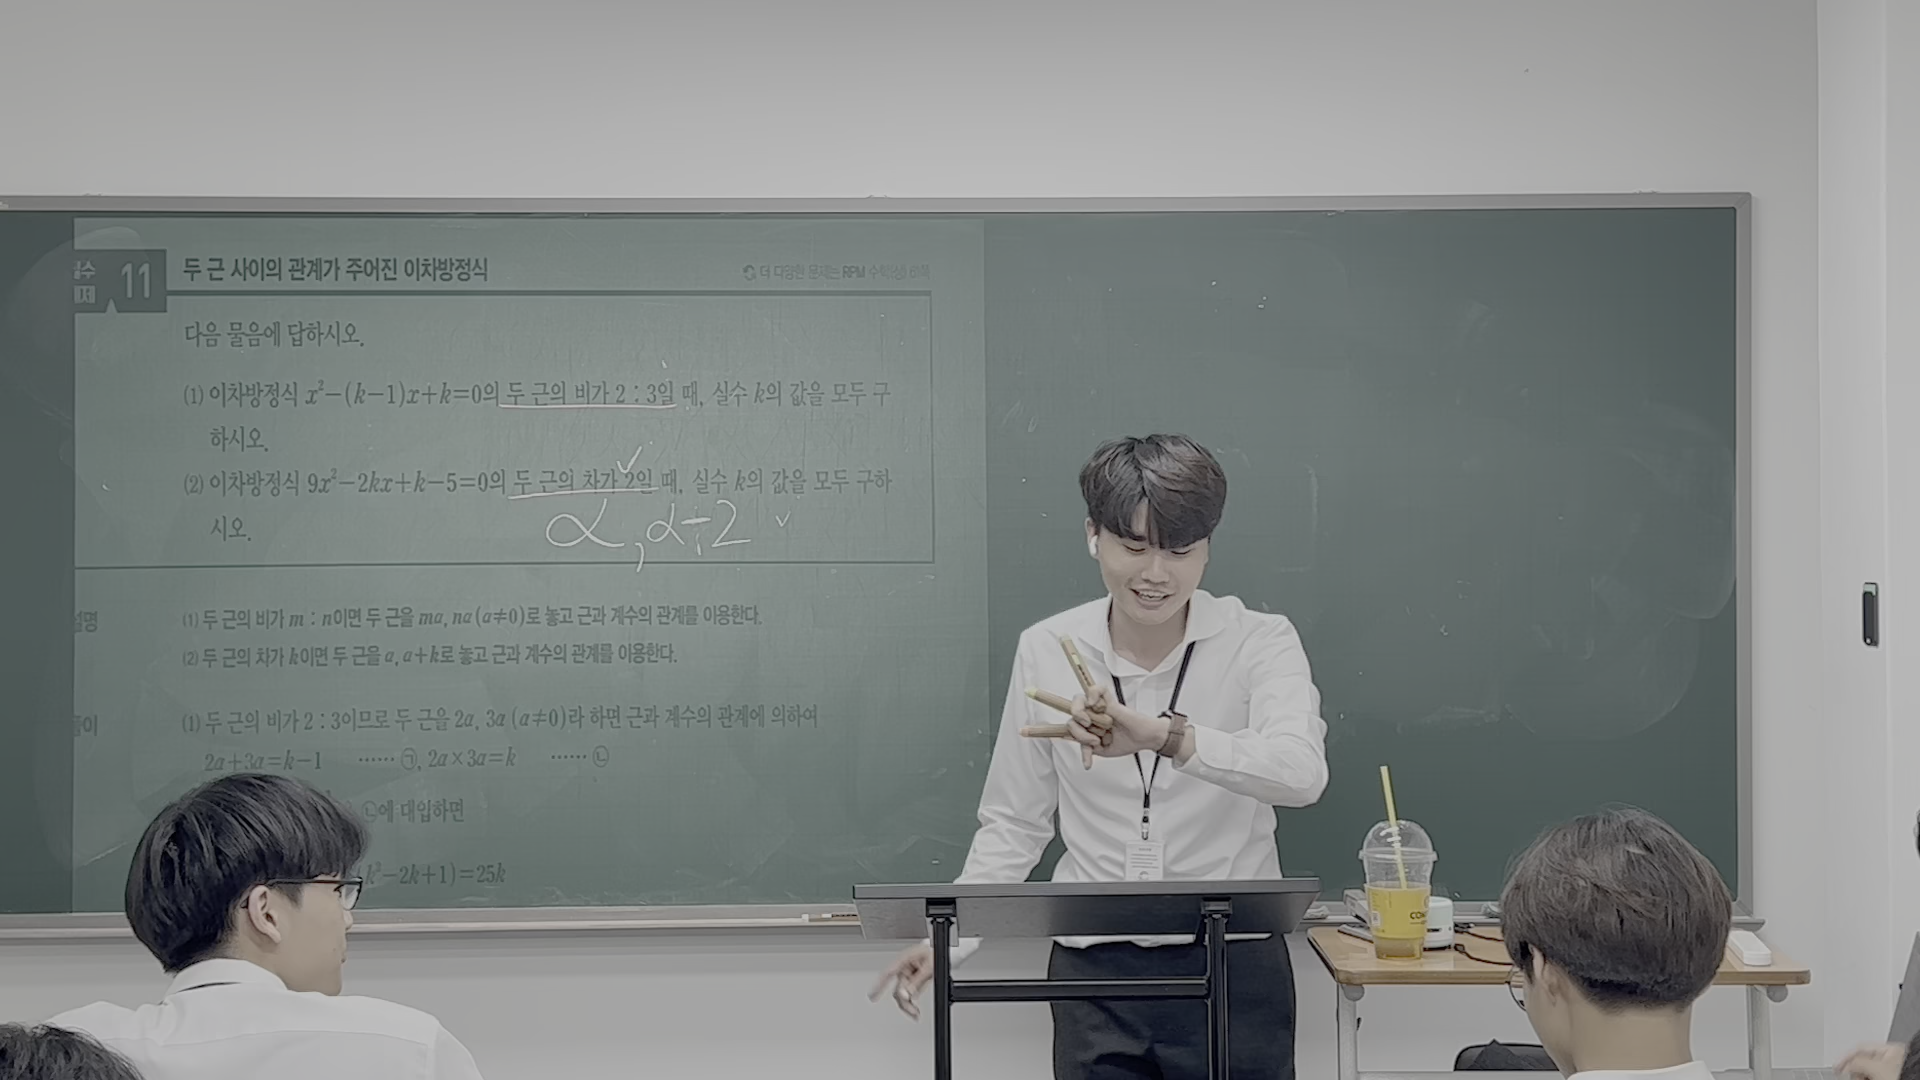 11 두 근 사이의 관계가 주어진 이차방정식
더 다양한 문제는 RPM 수학(상) 61쪽
다음 물음에 답하시오.
(1) 이차방정식 x²-(k-1)x+k=0의 두 근의 비가 2 : 3일 때, 실수 k의 값을 모두 구
하시오.
(2) 이차방정식 9x²-2kx+k-5=0의 두 근의 차가 2일 때, 실수 k의 값을 모두 구하
시오.
α, α+2
설명
(1) 두 근의 비가 m : n이면 두 근을 mα, nα (α≠0)로 놓고 근과 계수의 관계를 이용한다.
(2) 두 근의 차가 k이면 두 근을 α, α+k로 놓고 근과 계수의 관계를 이용한다.
풀이
(1) 두 근의 비가 2 : 3이므로 두 근을 2α, 3α (α≠0)라 하면 근과 계수의 관계에 의하여
2α+3α=k-1 ······ ㉠, 2α×3α=k ······ ㉡
㉡에 대입하면
(k²-2k+1)=25k